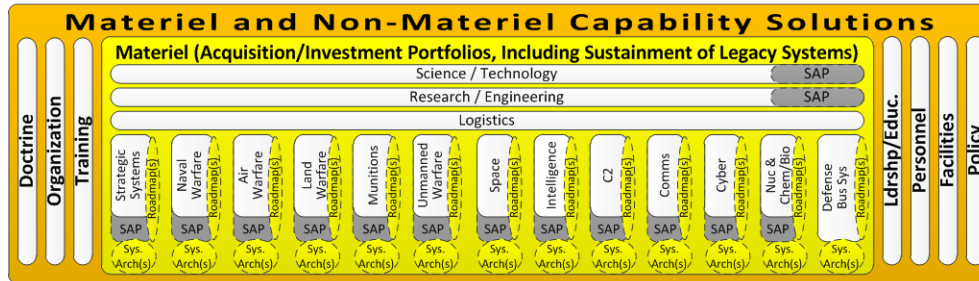 Materiel and Non-Materiel Capability Solutions
Doctrine
Organization
Training
Materiel (Acquisition/Investment Portfolios, Including Sustainment of Legacy Systems)
Science / Technology
SAP
Research / Engineering
SAP
Logistics
Strategic
Systems
Roadmap(s)
SAP
Sys.
Arch(s)
Naval
Warfare
Roadmap(s)
SAP
Sys.
Arch(s)
Air
Warfare
Roadmap(s)
SAP
Sys.
Arch(s)
Land
Warfare
Roadmap(s)
SAP
Sys.
Arch(s)
Munitions
Roadmap(s)
SAP
Sys.
Arch(s)
Unmanned
Warfare
Roadmap(s)
SAP
Sys.
Arch(s)
Space
Roadmap(s)
SAP
Sys.
Arch(s)
Intelligence
Roadmap(s)
SAP
Sys.
Arch(s)
C2
Roadmap(s)
SAP
Sys.
Arch(s)
Comms
Roadmap(s)
SAP
Sys.
Arch(s)
Cyber
Roadmap(s)
SAP
Sys.
Arch(s)
Nuc &
Chem/Bio
Roadmap(s)
SAP
Sys.
Arch(s)
Defense
Bus Sys
Roadmap(s)
Sys.
Arch(s)
Ldrshp/Educ.
Personnel
Facilities
Policy